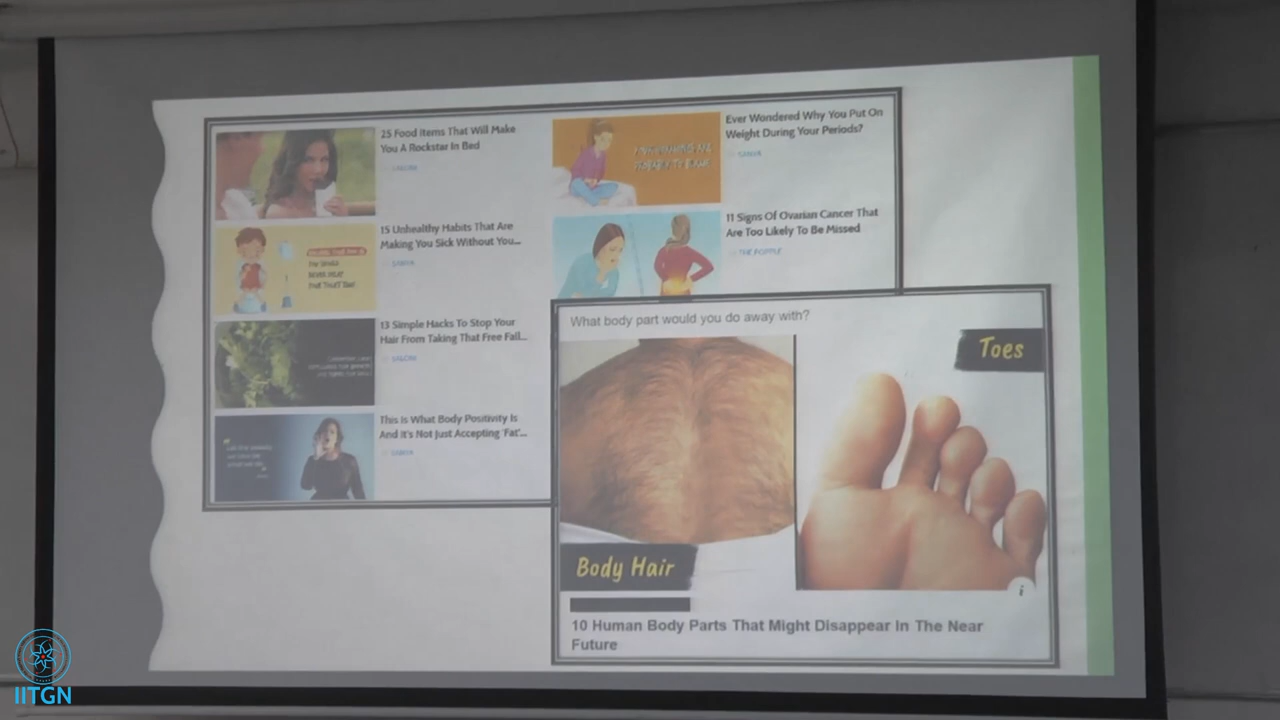 25 Food Items That Will Make
You A Rockstar In Bed
15 Unhealthy Habits That Are
Making You Sick Without You...
13 Simple Hacks To Stop Your
Hair From Taking That Free Fall...
This Is What Body Positivity Is
And It's Not Just Accepting 'Fat'...
Ever Wondered Why You Put On
Weight During Your Periods?
11 Signs Of Ovarian Cancer That
Are Too Likely To Be Missed
BY THE POPPLE
What body part would you do away with?
Toes
Body Hair
i
10 Human Body Parts That Might Disappear In The Near
Future
IITGN